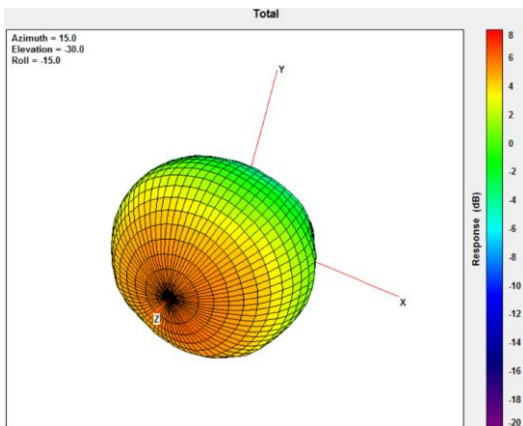 Total
Azimuth = 15.0
Elevation = -30.0
Roll = -15.0
Y
X
Z
8
6
4
2
0
-2
-4
-6
-8
-10
-12
-14
-16
-18
-20
Response (dB)